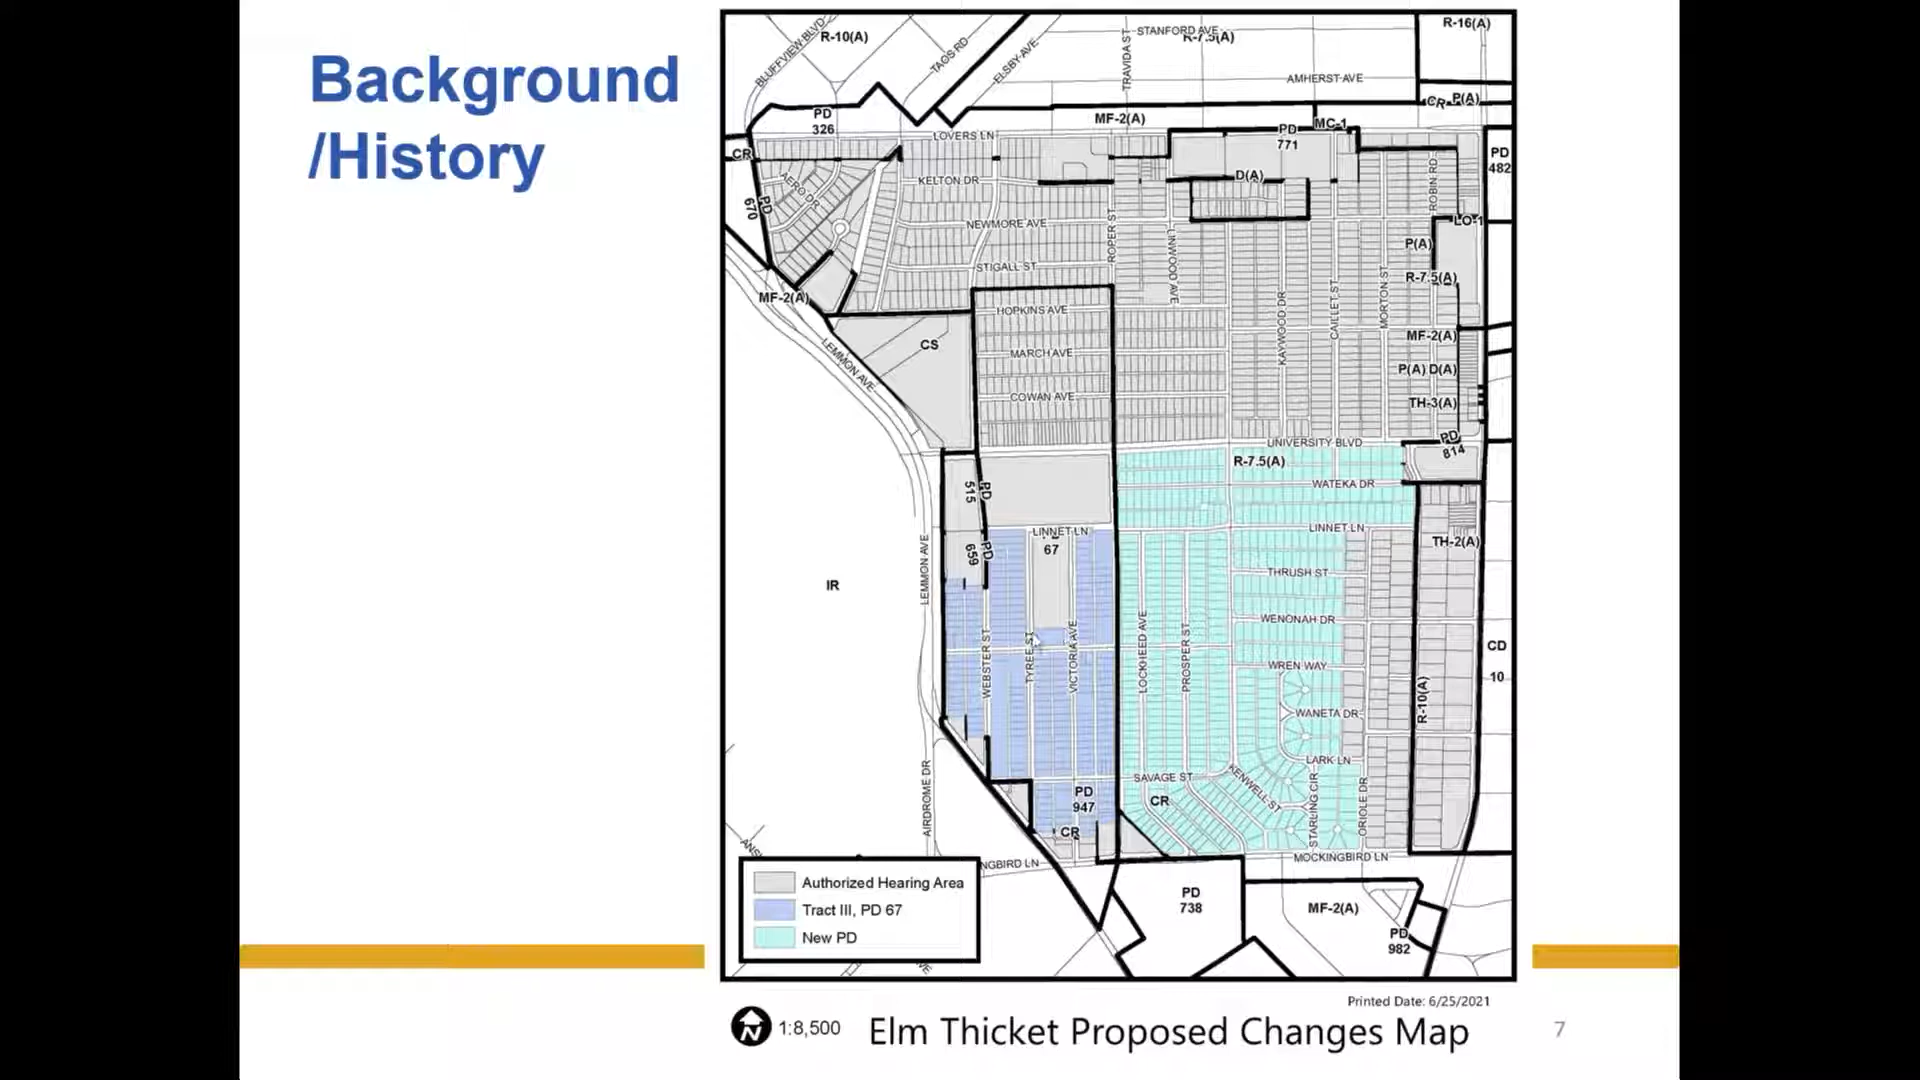 Background
/History
R-10(A)
BLUFFVIEW BLVD
TAOS RD
ELSBY AVE
TRAVIDA ST
STANFORD AVE
R-7.5(A)
R-16(A)
AMHERST AVE
CR
P(A)
PD
326
MF-2(A)
MC-1
PD
771
LOVERS LN
CR
PD
482
AERO DR
KELTON DR
D(A)
ROBIN RD
PD
670
NEWMORE AVE
ROPER ST
LINWOOD AVE
LO-1
P(A)
STIGALL ST
R-7.5(A)
MF-2(A)
HOPKINS AVE
KAYWOOD DR
CAILLET ST
MORTON ST
MF-2(A)
CS
LEMMON AVE
MARCH AVE
P(A) D(A)
COWAN AVE
TH-3(A)
UNIVERSITY BLVD
PD
814
R-7.5(A)
PD
515
WATEKA DR
LINNET LN
LINNET LN
67
TH-2(A)
PD
659
LEMMON AVE
THRUSH ST
IR
WENONAH DR
WEBSTER ST
TYREE ST
VICTORIA AVE
LOCKHEED AVE
PROSPER ST
CD
10
WREN WAY
R-10(A)
WANETA DR
LARK LN
AIRDROME DR
SAVAGE ST
KENWELL ST
STARLING CIR
ORIOLE DR
PD
947
CR
CR
NGBIRD LN
MOCKINGBIRD LN
Authorized Hearing Area
Tract III, PD 67
New PD
PD
738
MF-2(A)
PD
982
Printed Date: 6/25/2021
N
1:8,500
Elm Thicket Proposed Changes Map
7